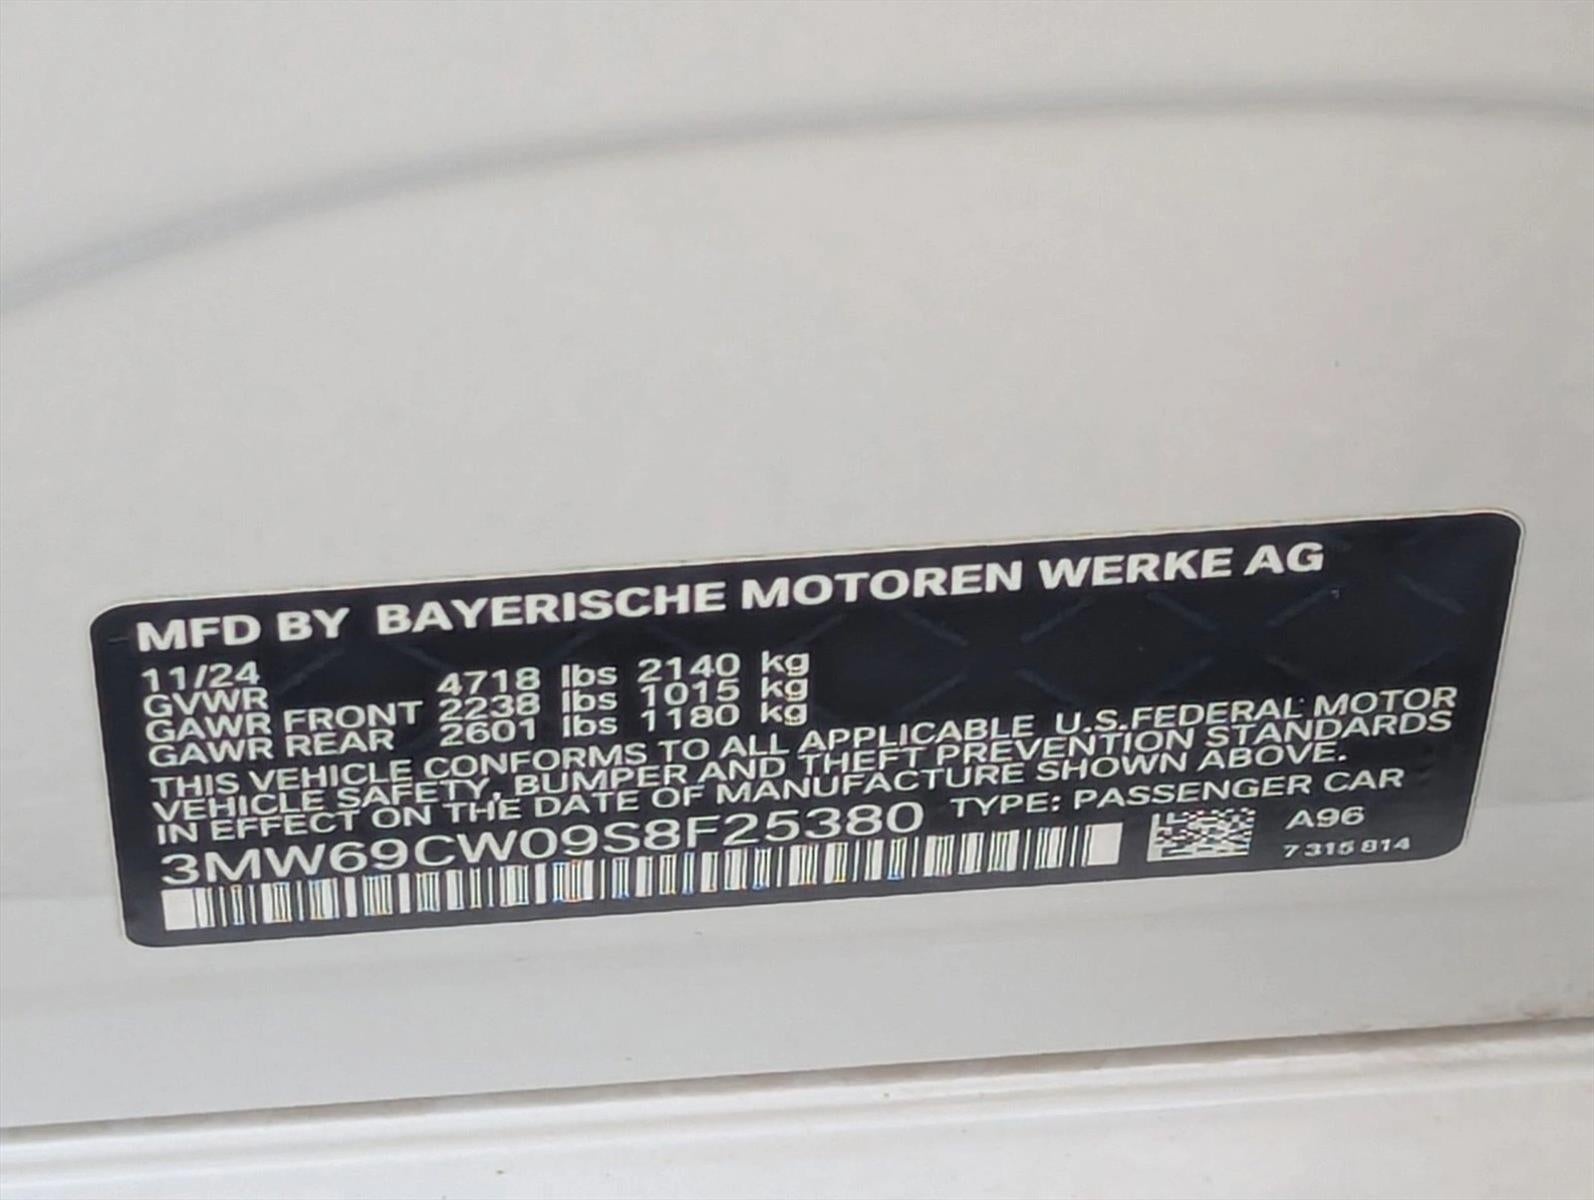 MFD BY BAYERISCHE MOTOREN WERKE AG
11/24
GVWR 4718 lbs 2140 kg
GAWR FRONT 2238 lbs 1015 kg
GAWR REAR 2601 lbs 1180 kg
THIS VEHICLE CONFORMS TO ALL APPLICABLE U.S.FEDERAL MOTOR
VEHICLE SAFETY, BUMPER AND THEFT PREVENTION STANDARDS
IN EFFECT ON THE DATE OF MANUFACTURE SHOWN ABOVE.
3MW69CW09S8F25380 TYPE: PASSENGER CAR
A96
7 315 814